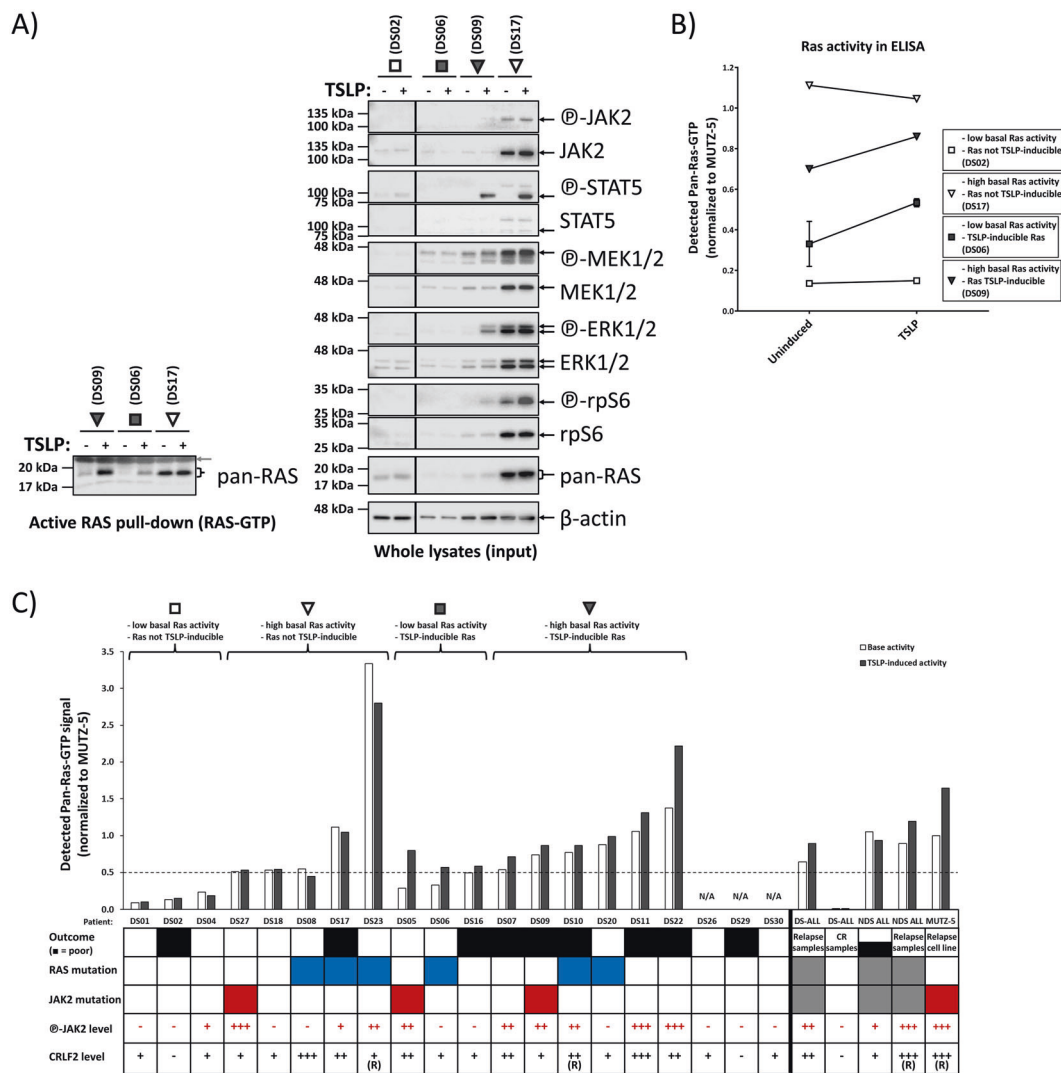 A)
(DS02) (DS06) (DS09) (DS17)
TSLP: - + - + - + - +
135 kDa
100 kDa
Ⓟ-JAK2
135 kDa
100 kDa
JAK2
100 kDa
75 kDa
Ⓟ-STAT5
100 kDa
75 kDa
STAT5
48 kDa
Ⓟ-MEK1/2
48 kDa
MEK1/2
48 kDa
Ⓟ-ERK1/2
48 kDa
ERK1/2
35 kDa
25 kDa
Ⓟ-rpS6
35 kDa
25 kDa
rpS6
20 kDa
17 kDa
pan-RAS
48 kDa
β-actin
Whole lysates (input)
(DS09) (DS06) (DS17)
TSLP: - + - + - +
20 kDa
17 kDa
pan-RAS
Active RAS pull-down (RAS-GTP)
B)
Ras activity in ELISA
Detected Pan-Ras-GTP
(normalized to MUTZ-5)
1.2
1.0
0.8
0.6
0.4
0.2
0.0
Uninduced TSLP
- low basal Ras activity
- Ras not TSLP-inducible
(DS02)
- high basal Ras activity
- Ras not TSLP-inducible
(DS17)
- low basal Ras activity
- TSLP-inducible Ras
(DS06)
- high basal Ras activity
- Ras TSLP-inducible
(DS09)
C)
- low basal Ras activity
- Ras not TSLP-inducible
- high basal Ras activity
- Ras not TSLP-inducible
- low basal Ras activity
- TSLP-inducible Ras
- high basal Ras activity
- TSLP-inducible Ras
Base activity
TSLP-induced activity
Detected Pan-Ras-GTP signal
(normalized to MUTZ-5)
3.5
3.0
2.5
2.0
1.5
1.0
0.5
0.0
N/A N/A N/A
Patient: DS01 DS02 DS04 DS27 DS18 DS08 DS17 DS23 DS05 DS06 DS16 DS07 DS09 DS10 DS20 DS11 DS22 DS26 DS29 DS30 DS-ALL DS-ALL NDS ALL NDS ALL MUTZ-5
Outcome
(■ = poor)
Relapse samples
CR samples
Relapse samples
Relapse cell line
RAS mutation
JAK2 mutation
Ⓟ-JAK2 level - - + +++ - - + ++ ++ - - ++ ++ ++ - +++ +++ - - - ++ - + +++ +++
CRLF2 level + - + + + +++ ++ + (R) ++ + + ++ + ++ (R) + +++ ++ + - + ++ - + +++ (R) +++ (R)